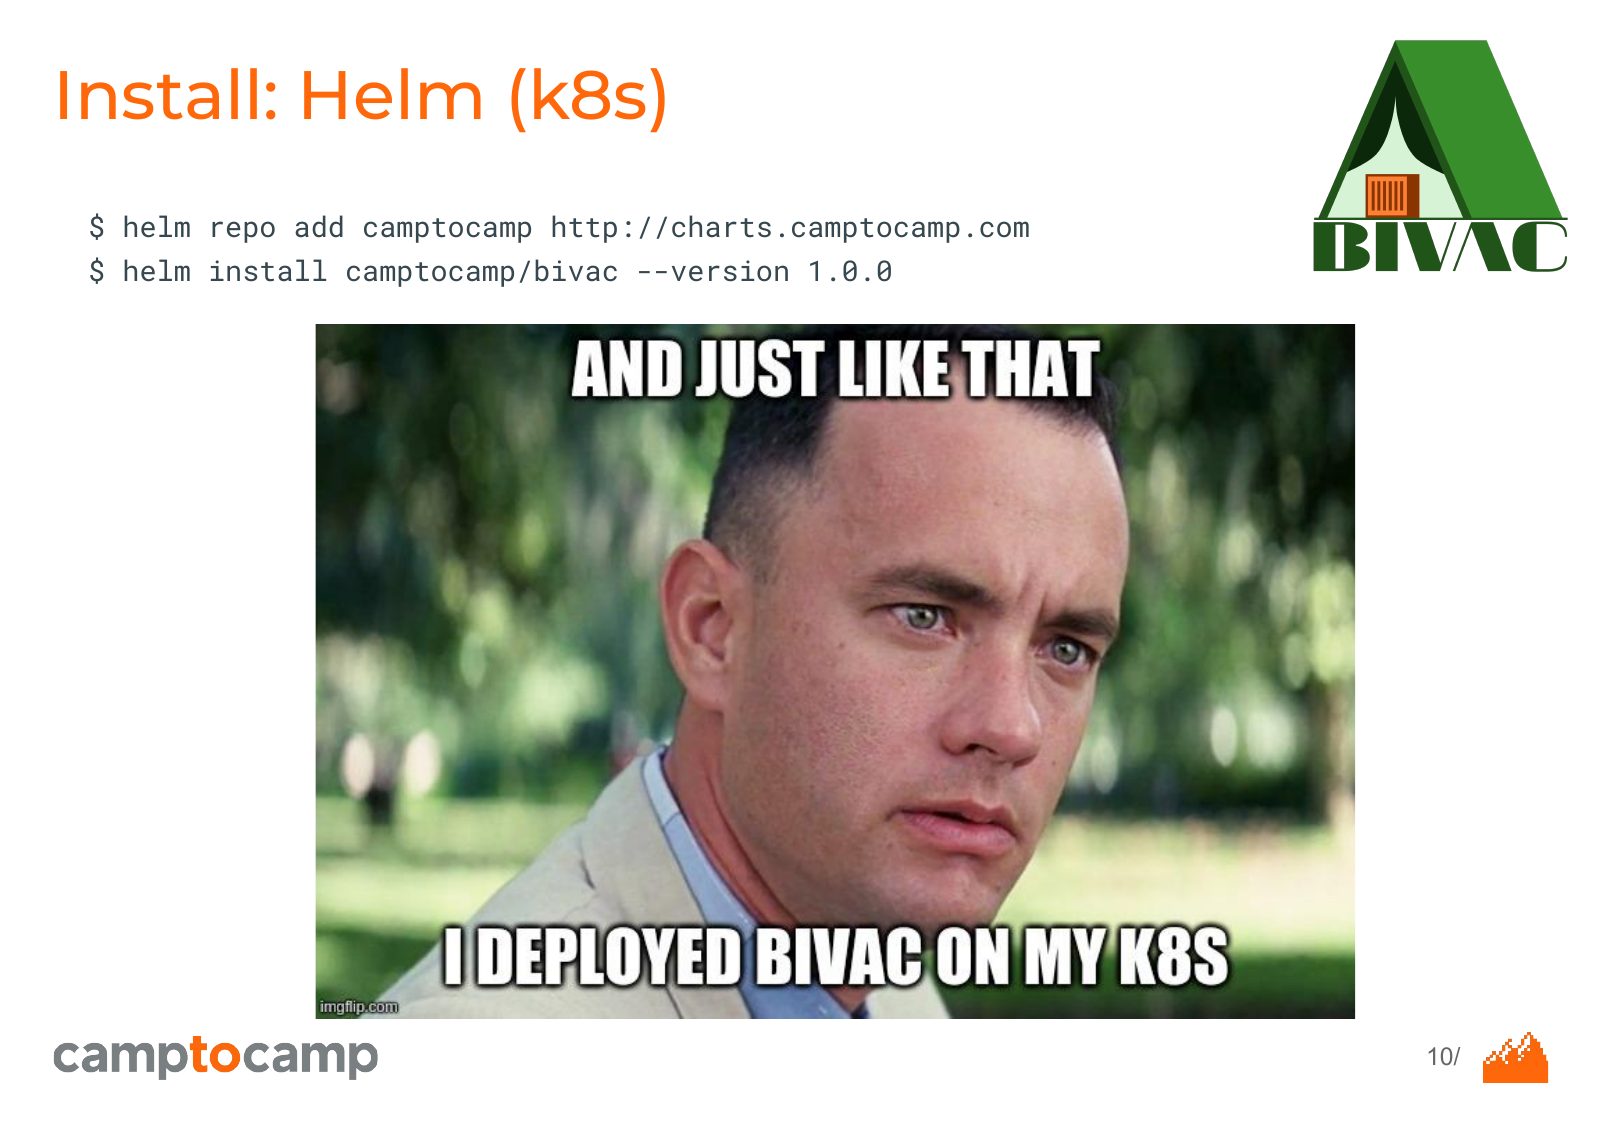 Install: Helm (k8s)
BIVAC
$ helm repo add camptocamp http://charts.camptocamp.com
$ helm install camptocamp/bivac --version 1.0.0
AND JUST LIKE THAT
I DEPLOYED BIVAC ON MY K8S
imgflip.com
camptocamp
10/